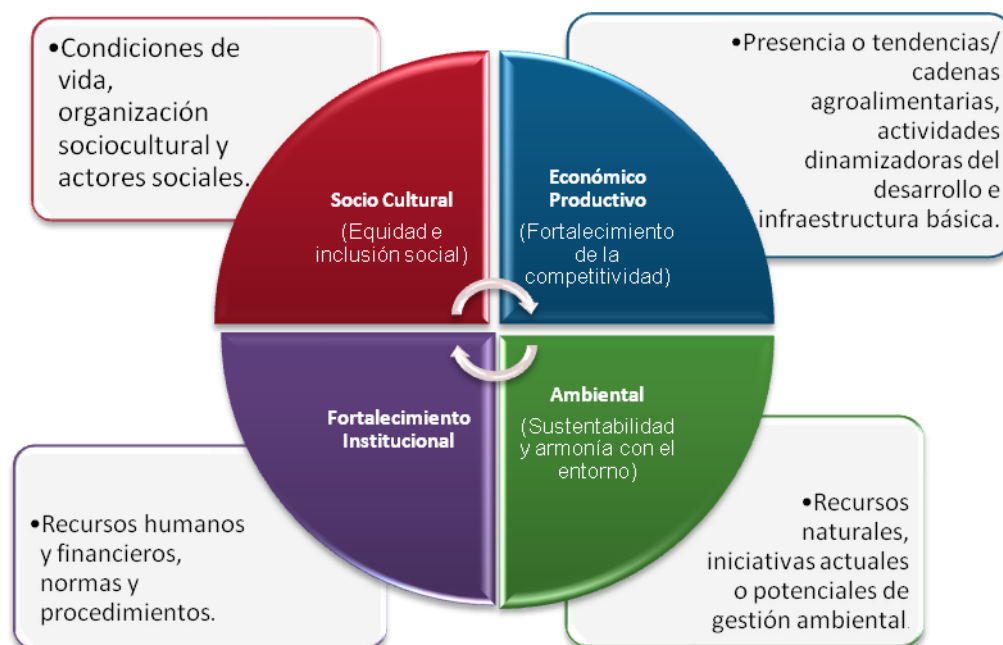 •Condiciones de
vida,
organización
sociocultural y
actores sociales.
•Presencia o tendencias/
cadenas
agroalimentarias,
actividades
dinamizadoras del
desarrollo e
infraestructura básica.
Socio Cultural
(Equidad e
inclusión social)
Económico
Productivo
(Fortalecimiento
de la
competitividad)
Fortalecimiento
Institucional
Ambiental
(Sustentabilidad
y armonía con el
entorno)
•Recursos humanos
y financieros,
normas y
procedimientos.
•Recursos
naturales,
iniciativas actuales
o potenciales de
gestión ambiental.